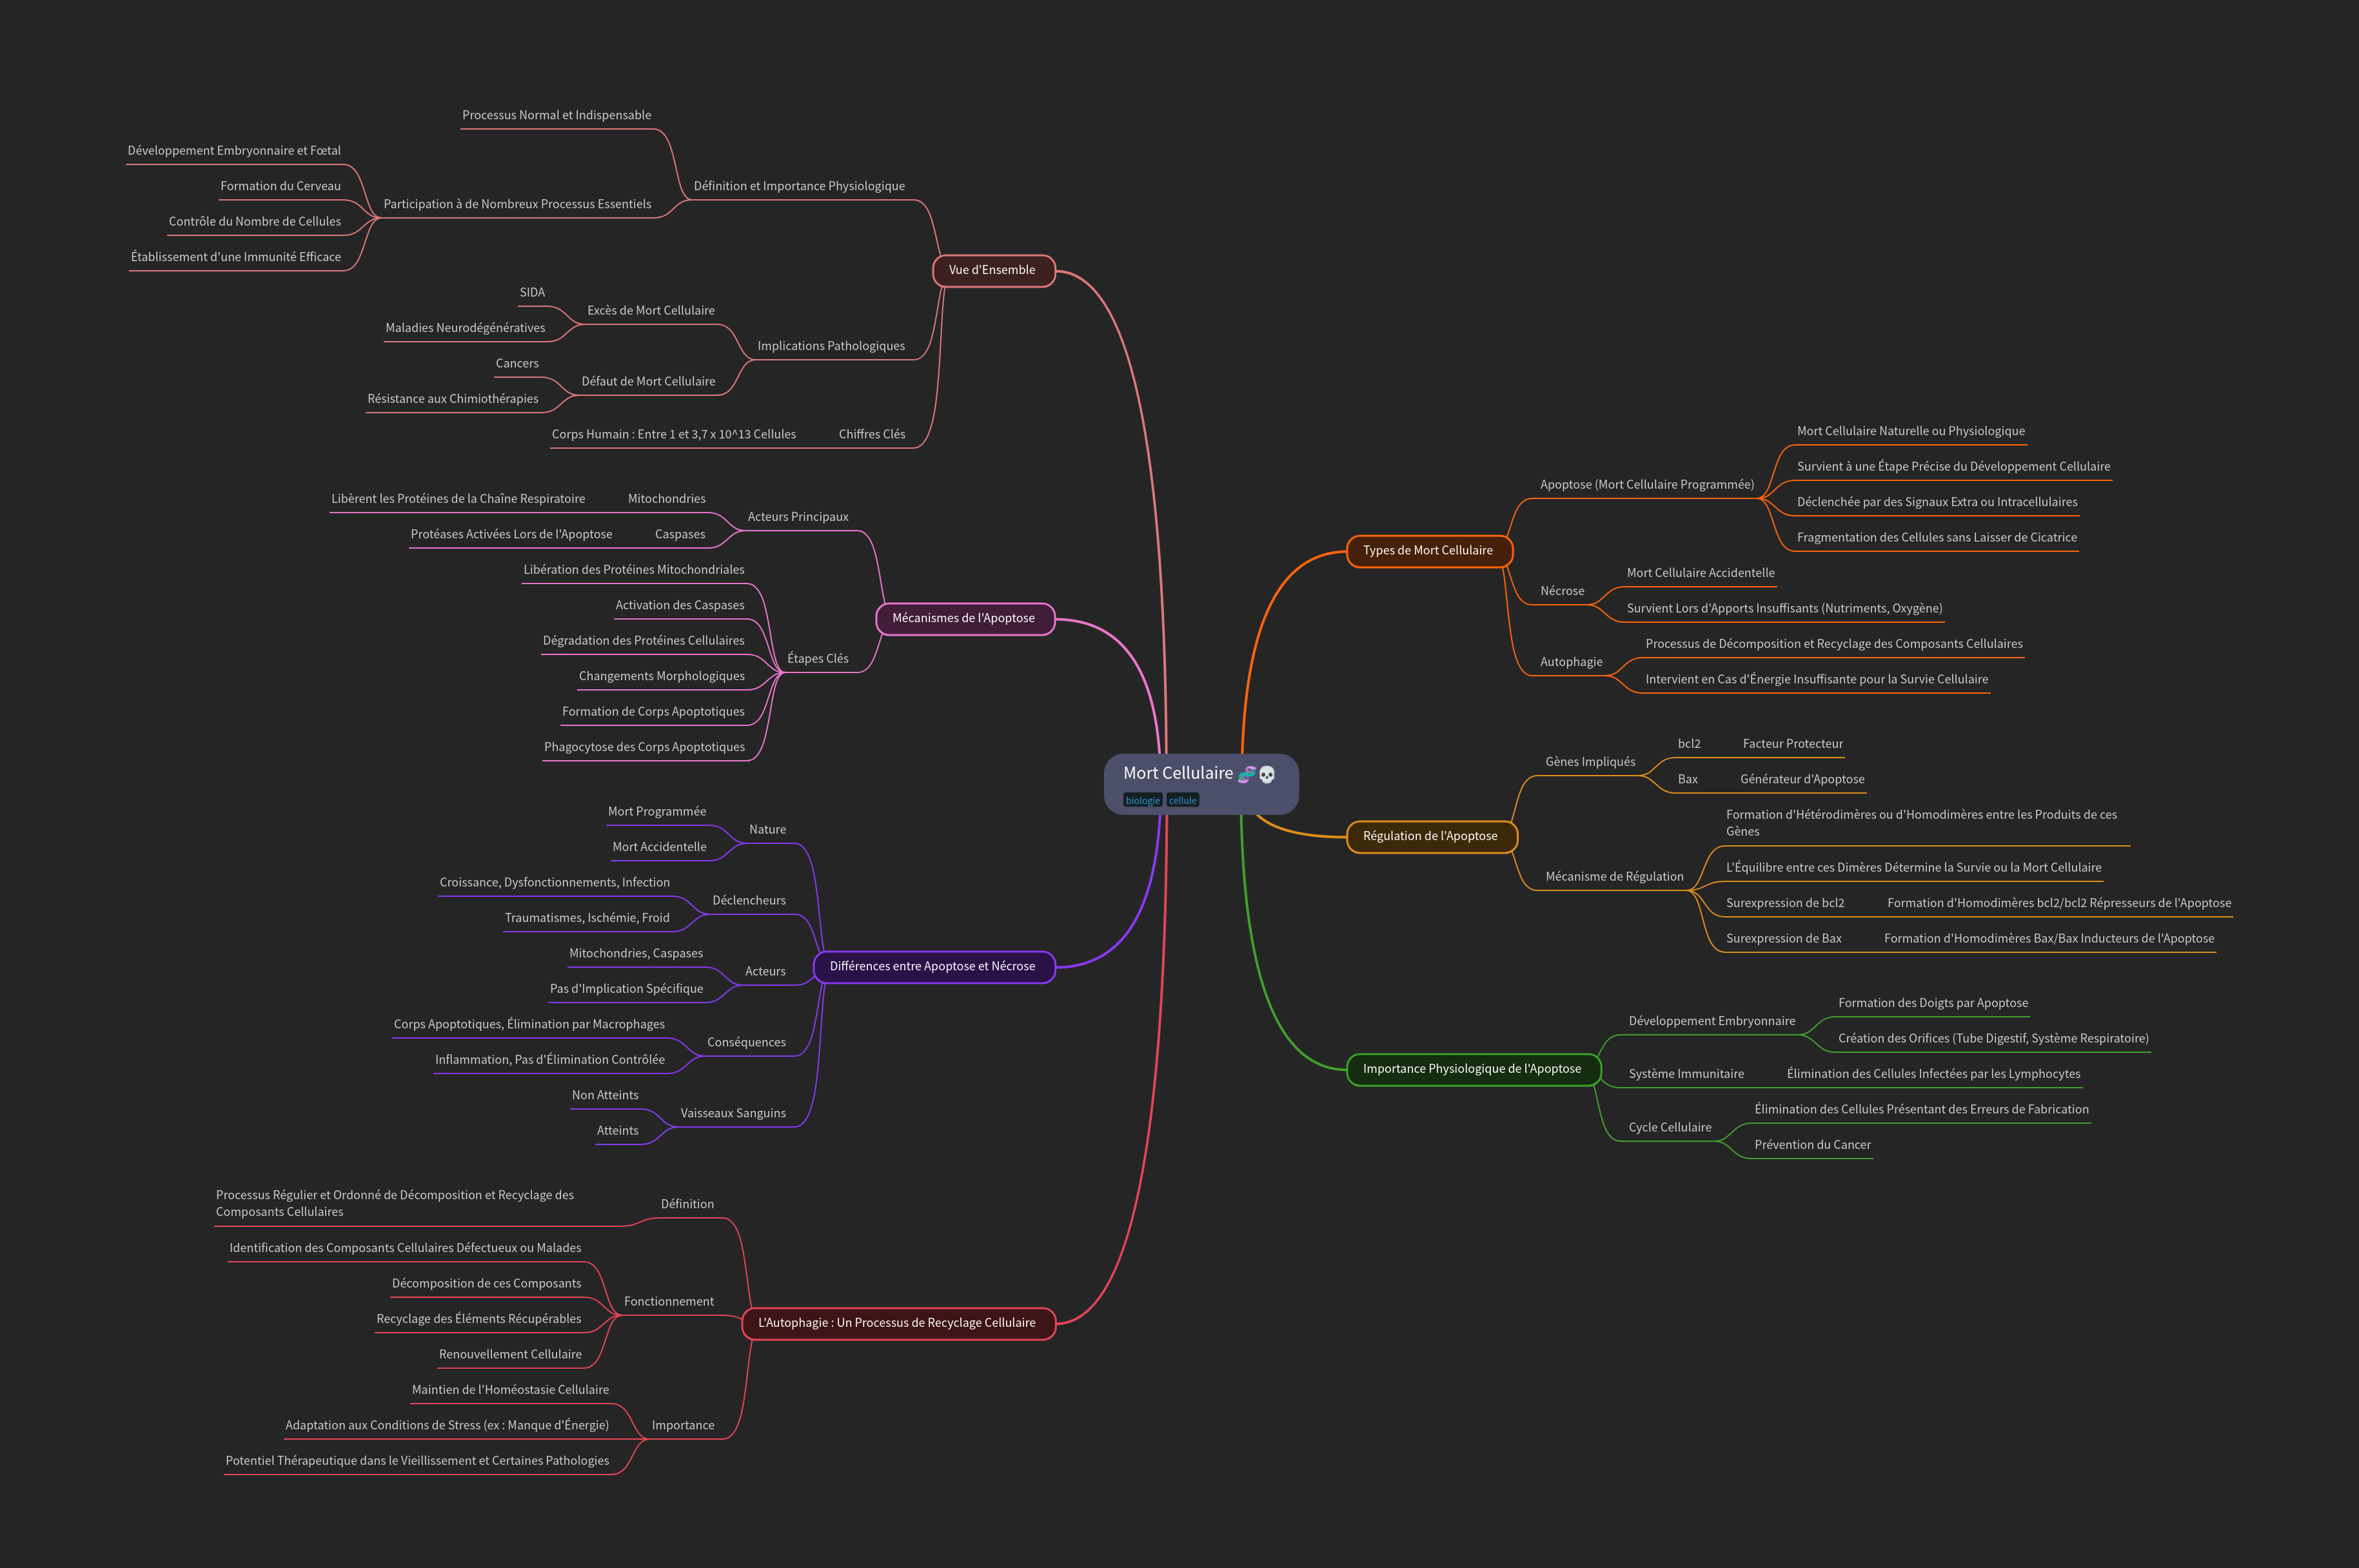 Mort Cellulaire 🧬💀
biologie cellule
Vue d'Ensemble
Définition et Importance Physiologique
Processus Normal et Indispensable
Participation à de Nombreux Processus Essentiels
Développement Embryonnaire et Fœtal
Formation du Cerveau
Contrôle du Nombre de Cellules
Établissement d'une Immunité Efficace
Implications Pathologiques
Excès de Mort Cellulaire
SIDA
Maladies Neurodégénératives
Défaut de Mort Cellulaire
Cancers
Résistance aux Chimiothérapies
Chiffres Clés
Corps Humain : Entre 1 et 3,7 x 10^13 Cellules
Mécanismes de l'Apoptose
Acteurs Principaux
Mitochondries
Libèrent les Protéines de la Chaîne Respiratoire
Caspases
Protéases Activées Lors de l'Apoptose
Étapes Clés
Libération des Protéines Mitochondriales
Activation des Caspases
Dégradation des Protéines Cellulaires
Changements Morphologiques
Formation de Corps Apoptotiques
Phagocytose des Corps Apoptotiques
Différences entre Apoptose et Nécrose
Nature
Mort Programmée
Mort Accidentelle
Déclencheurs
Croissance, Dysfonctionnements, Infection
Traumatismes, Ischémie, Froid
Acteurs
Mitochondries, Caspases
Pas d'Implication Spécifique
Conséquences
Corps Apoptotiques, Élimination par Macrophages
Inflammation, Pas d'Élimination Contrôlée
Vaisseaux Sanguins
Non Atteints
Atteints
L'Autophagie : Un Processus de Recyclage Cellulaire
Définition
Processus Régulier et Ordonné de Décomposition et Recyclage des
Composants Cellulaires
Fonctionnement
Identification des Composants Cellulaires Défectueux ou Malades
Décomposition de ces Composants
Recyclage des Éléments Récupérables
Renouvellement Cellulaire
Importance
Maintien de l'Homéostasie Cellulaire
Adaptation aux Conditions de Stress (ex : Manque d'Énergie)
Potentiel Thérapeutique dans le Vieillissement et Certaines Pathologies
Types de Mort Cellulaire
Apoptose (Mort Cellulaire Programmée)
Mort Cellulaire Naturelle ou Physiologique
Survient à une Étape Précise du Développement Cellulaire
Déclenchée par des Signaux Extra ou Intracellulaires
Fragmentation des Cellules sans Laisser de Cicatrice
Nécrose
Mort Cellulaire Accidentelle
Survient Lors d'Apports Insuffisants (Nutriments, Oxygène)
Autophagie
Processus de Décomposition et Recyclage des Composants Cellulaires
Intervient en Cas d'Énergie Insuffisante pour la Survie Cellulaire
Régulation de l'Apoptose
Gènes Impliqués
bcl2
Facteur Protecteur
Bax
Générateur d'Apoptose
Mécanisme de Régulation
Formation d'Hétérodimères ou d'Homodimères entre les Produits de ces
Gènes
L'Équilibre entre ces Dimères Détermine la Survie ou la Mort Cellulaire
Surexpression de bcl2
Formation d'Homodimères bcl2/bcl2 Répresseurs de l'Apoptose
Surexpression de Bax
Formation d'Homodimères Bax/Bax Inducteurs de l'Apoptose
Importance Physiologique de l'Apoptose
Développement Embryonnaire
Formation des Doigts par Apoptose
Création des Orifices (Tube Digestif, Système Respiratoire)
Système Immunitaire
Élimination des Cellules Infectées par les Lymphocytes
Cycle Cellulaire
Élimination des Cellules Présentant des Erreurs de Fabrication
Prévention du Cancer